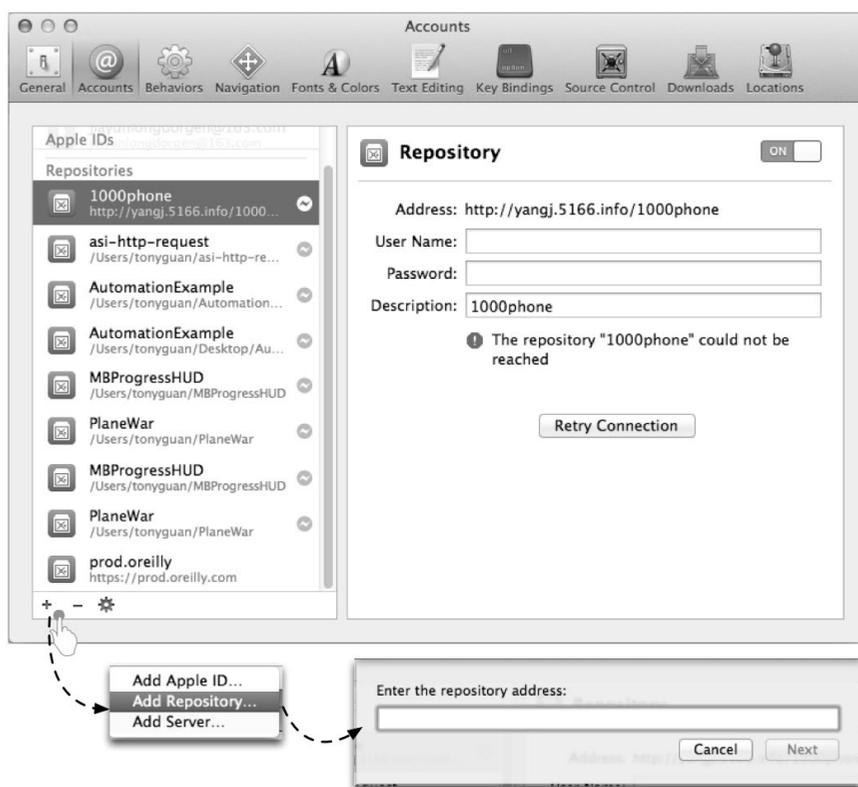 Accounts
General Accounts Behaviors Navigation Fonts & Colors Text Editing Key Bindings Source Control Downloads Locations
Apple IDs
Repositories
1000phone
http://yangj.5166.info/1000...
asi-http-request
/Users/tonyguan/asi-http-re...
AutomationExample
/Users/tonyguan/Automation...
AutomationExample
/Users/tonyguan/Desktop/Au...
MBProgressHUD
/Users/tonyguan/MBProgressHUD
PlaneWar
/Users/tonyguan/PlaneWar
MBProgressHUD
/Users/tonyguan/MBProgressHUD
PlaneWar
/Users/tonyguan/PlaneWar
prod.oreilly
https://prod.oreilly.com
Repository ON
Address: http://yangj.5166.info/1000phone
User Name:
Password:
Description: 1000phone
The repository "1000phone" could not be
reached
Retry Connection
+ −
Add Apple ID...
Add Repository...
Add Server...
Enter the repository address:
Cancel Next